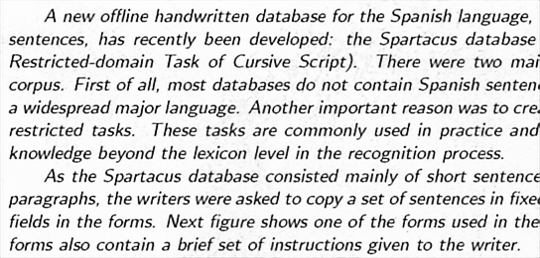 A new offline handwritten database for the Spanish language,
sentences, has recently been developed: the Spartacus database
Restricted-domain Task of Cursive Script). There were two
corpus. First of all, most databases do not contain Spanish
a widespread major language. Another important reason was to
restricted tasks. These tasks are commonly used in practice and
knowledge beyond the lexicon level in the recognition process.
As the Spartacus database consisted mainly of short
paragraphs, the writers were asked to copy a set of sentences in
fields in the forms. Next figure shows one of the forms used in the
forms also contain a brief set of instructions given to the writer.